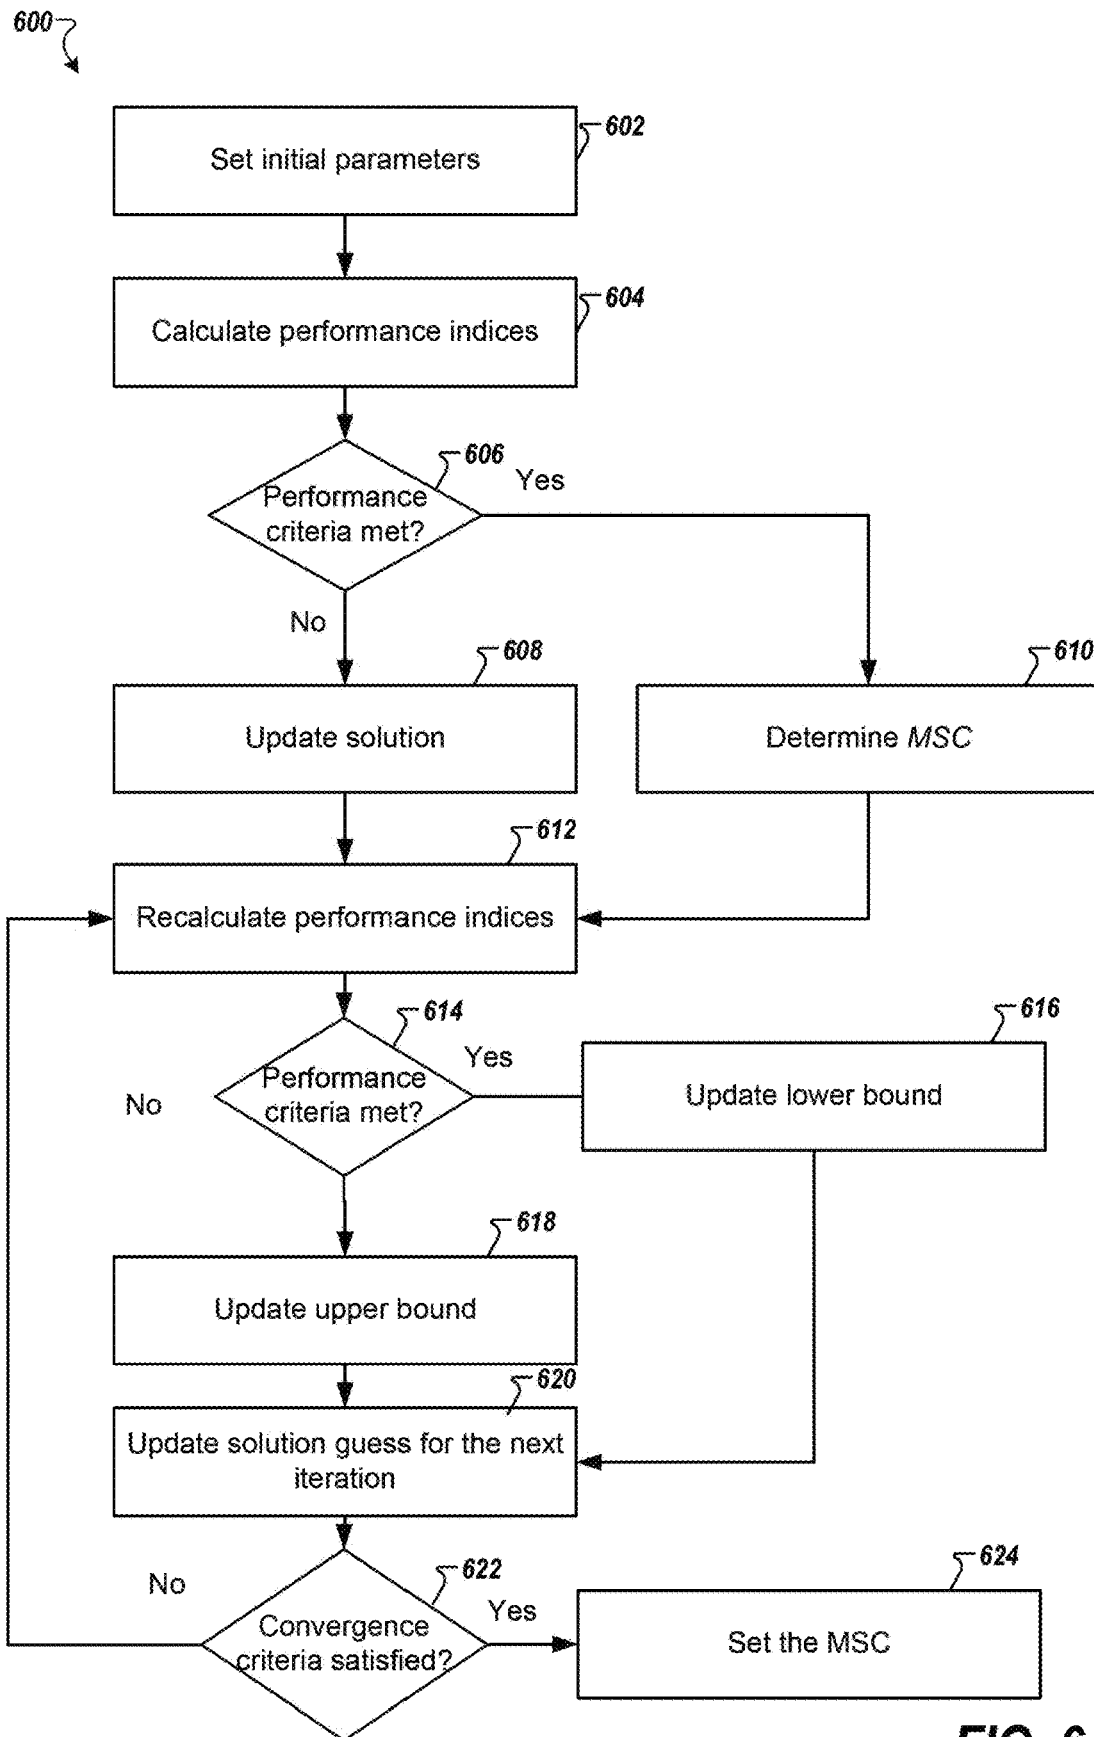 600
602
Set initial parameters
604
Calculate performance indices
606
Yes
Performance
criteria met?
No
608
610
Update solution
Determine MSC
612
Recalculate performance indices
614
616
Yes
Performance
criteria met?
Update lower bound
No
618
Update upper bound
620
Update solution guess for the next
iteration
622
624
No
Yes
Convergence
criteria satisfied?
Set the MSC
FIG. 6